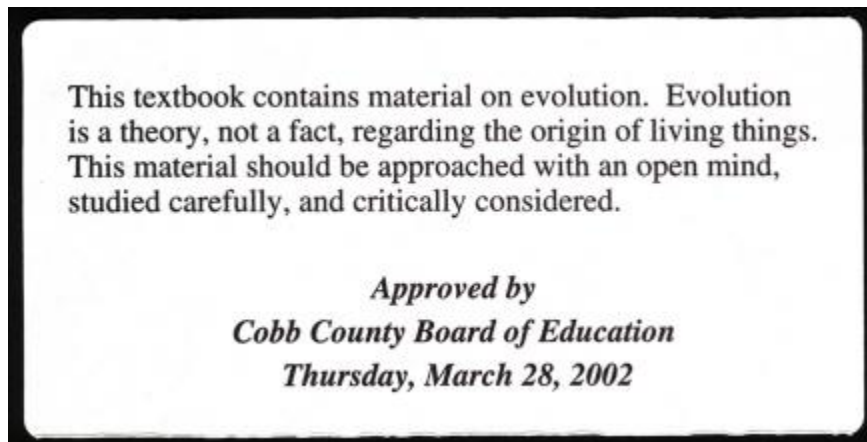 This textbook contains material on evolution.  Evolution
is a theory, not a fact, regarding the origin of living things.
This material should be approached with an open mind,
studied carefully, and critically considered.
Approved by
Cobb County Board of Education
Thursday, March 28, 2002